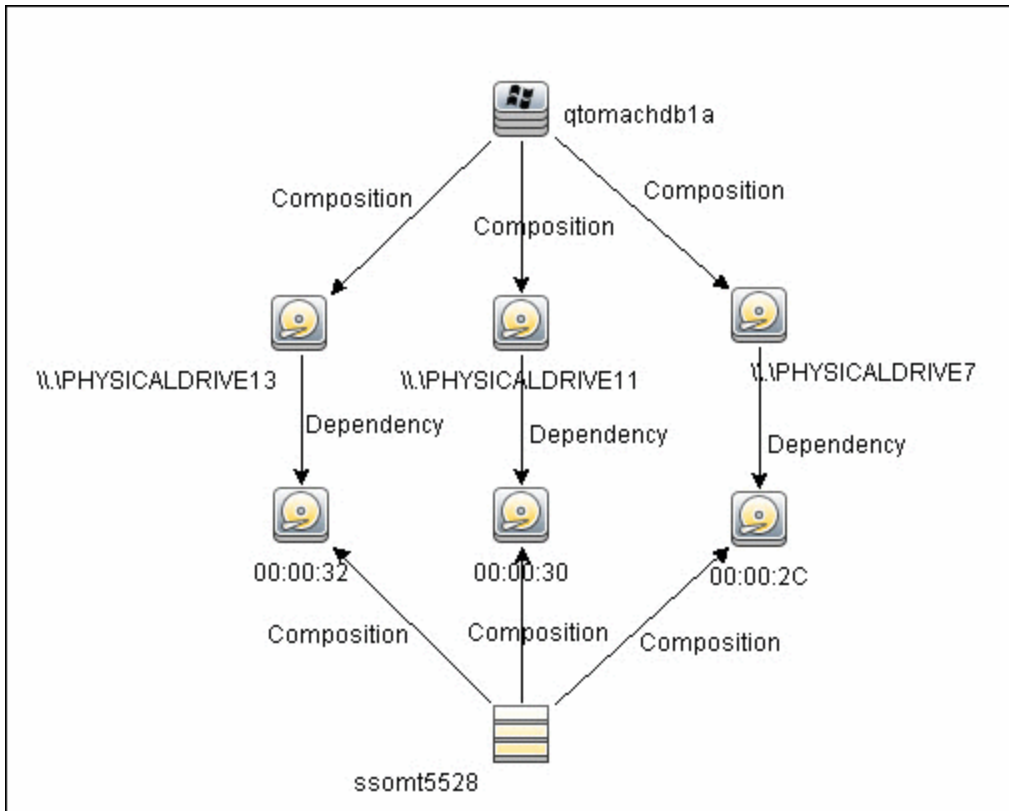 qtomachdb1a
Composition
Composition
Composition
\\.\PHYSICALDRIVE13
\\.\PHYSICALDRIVE11
\\.\PHYSICALDRIVE7
Dependency
Dependency
Dependency
00:00:32
00:00:30
00:00:2C
Composition
Composition
Composition
ssomt5528